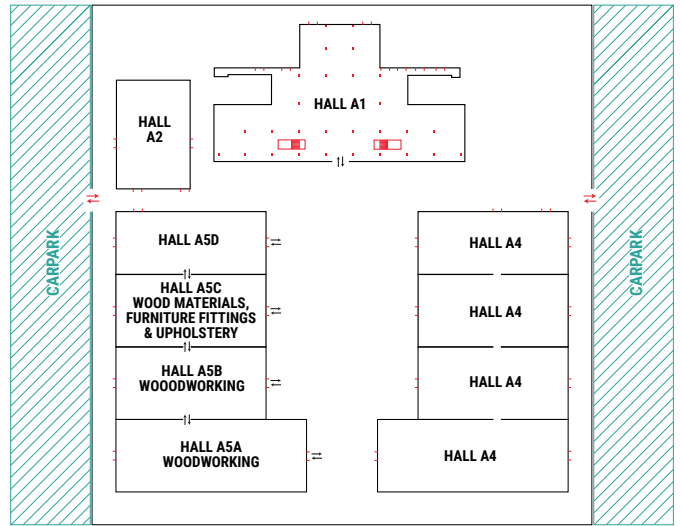 HALL A1
HALL
A2
CARPARK
CARPARK
HALL A5D
HALL A4
HALL A5C
WOOD MATERIALS,
FURNITURE FITTINGS
& UPHOLSTERY
HALL A4
HALL A5B
WOOODWORKING
HALL A4
HALL A5A
WOODWORKING
HALL A4